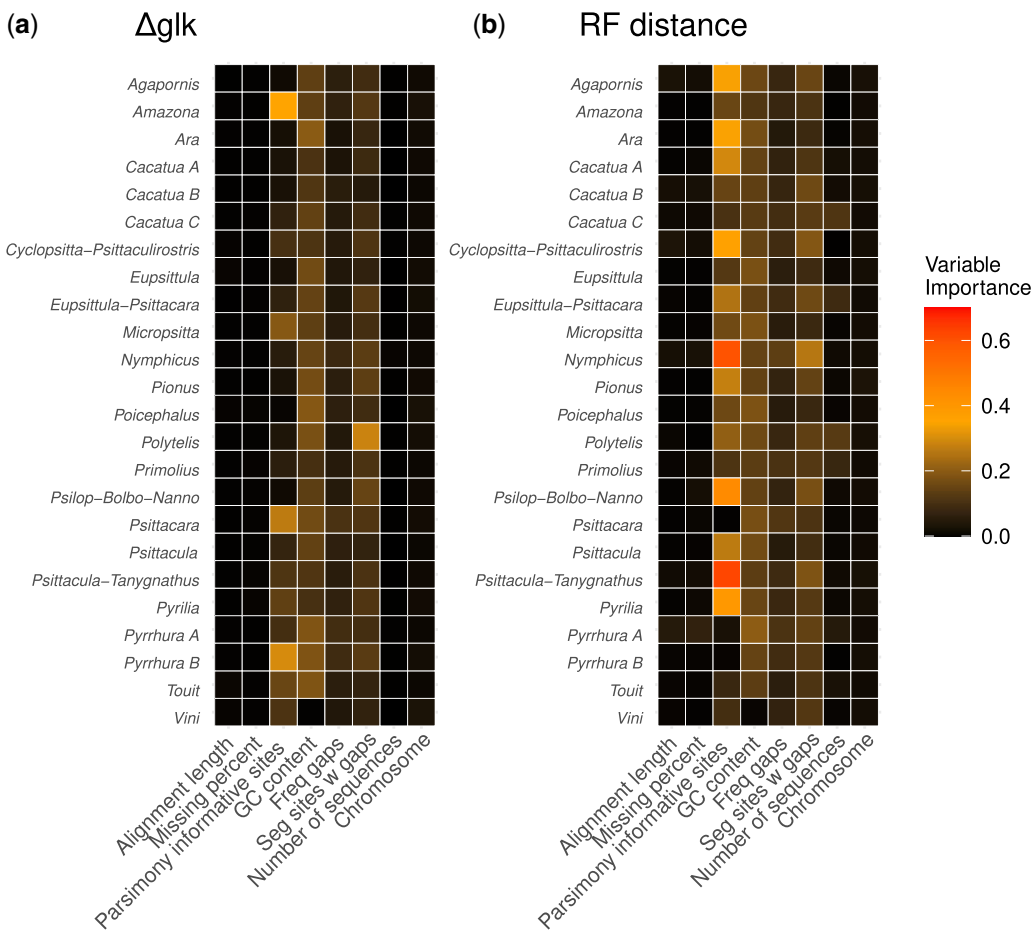 (a) Δglk
(b) RF distance
Agapornis
Amazona
Ara
Cacatua A
Cacatua B
Cacatua C
Cyclopsitta−Psittaculirostris
Eupsittula
Eupsittula−Psittacara
Micropsitta
Nymphicus
Pionus
Poicephalus
Polytelis
Primolius
Psilop−Bolbo−Nanno
Psittacara
Psittacula
Psittacula−Tanygnathus
Pyrilia
Pyrrhura A
Pyrrhura B
Touit
Vini
Alignment length
Missing percent
Parsimony informative sites
GC content
Freq gaps
Seg sites w gaps
Number of sequences
Chromosome
Agapornis
Amazona
Ara
Cacatua A
Cacatua B
Cacatua C
Cyclopsitta−Psittaculirostris
Eupsittula
Eupsittula−Psittacara
Micropsitta
Nymphicus
Pionus
Poicephalus
Polytelis
Primolius
Psilop−Bolbo−Nanno
Psittacara
Psittacula
Psittacula−Tanygnathus
Pyrilia
Pyrrhura A
Pyrrhura B
Touit
Vini
Alignment length
Missing percent
Parsimony informative sites
GC content
Freq gaps
Seg sites w gaps
Number of sequences
Chromosome
Variable
Importance
0.6
0.4
0.2
0.0